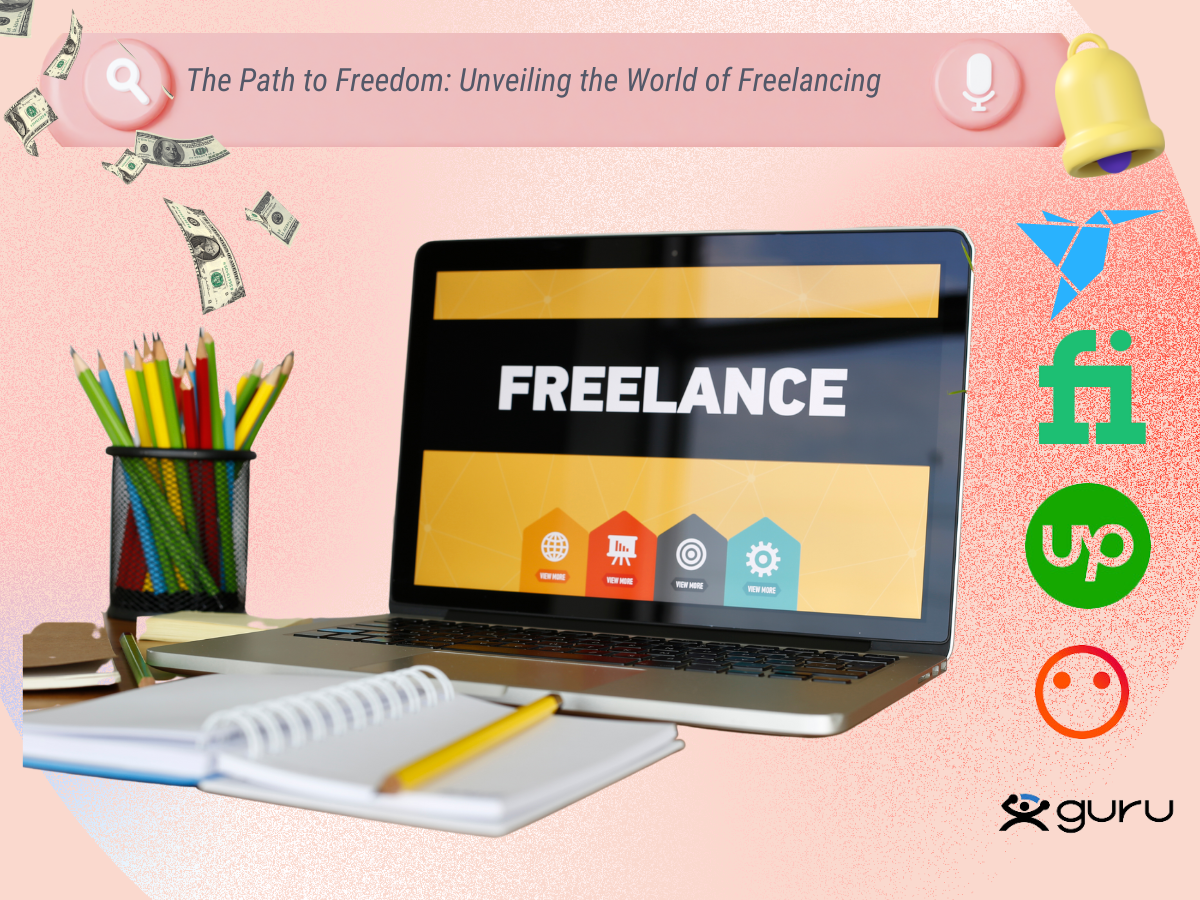 The Path to Freedom: Unveiling the World of Freelancing
FREELANCE
VIEW MORE
VIEW MORE
VIEW MORE
VIEW MORE
fi
up
guru